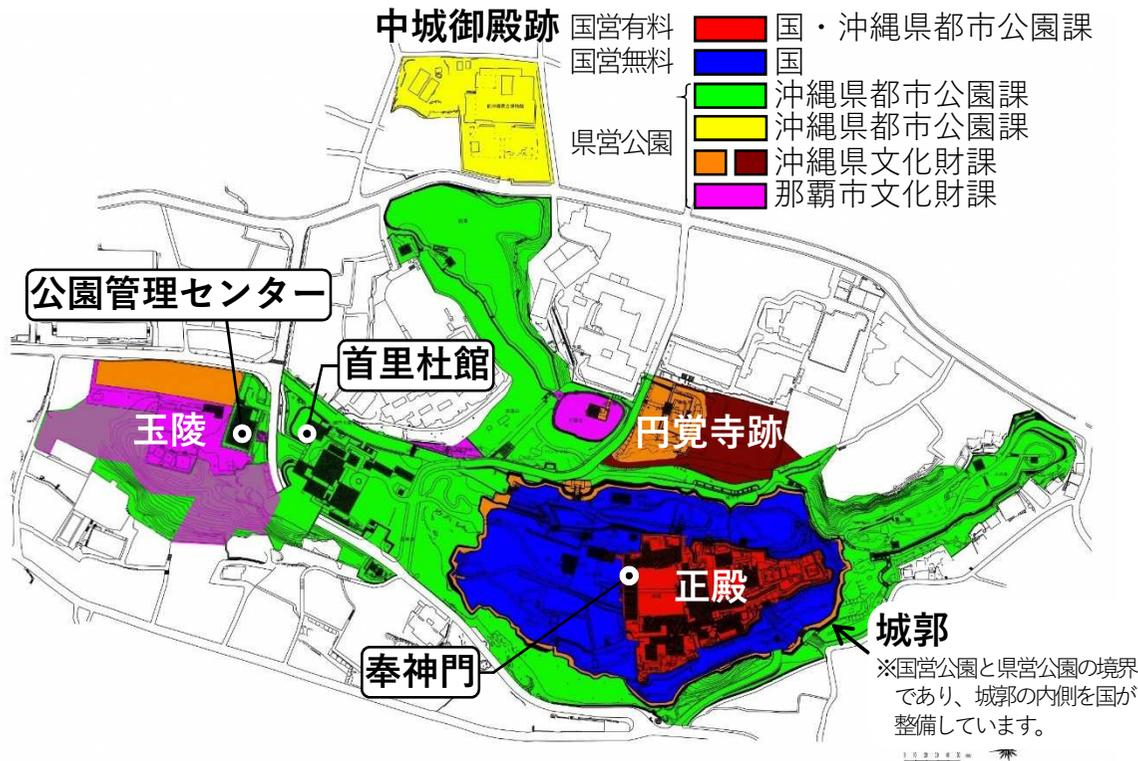 中城御殿跡
国営有料 国・沖縄県都市公園課
国営無料 国
県営公園
沖縄県都市公園課
沖縄県都市公園課
沖縄県文化財課
那覇市文化財課
公園管理センター
首里杜館
玉陵
円覚寺跡
正殿
奉神門
城郭
※国営公園と県営公園の境界
であり、城郭の内側を国が
整備しています。